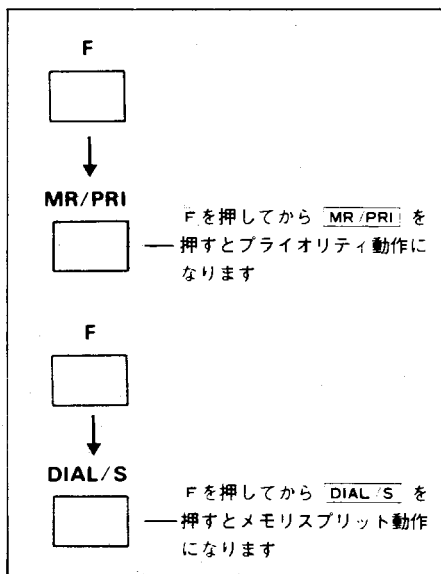 F
MR/PRI
Fを押してから MR/PRI を
押すとプライオリティ動作に
なります
F
DIAL/S
Fを押してから DIAL/S を
押すとメモリスプリット動作
になります